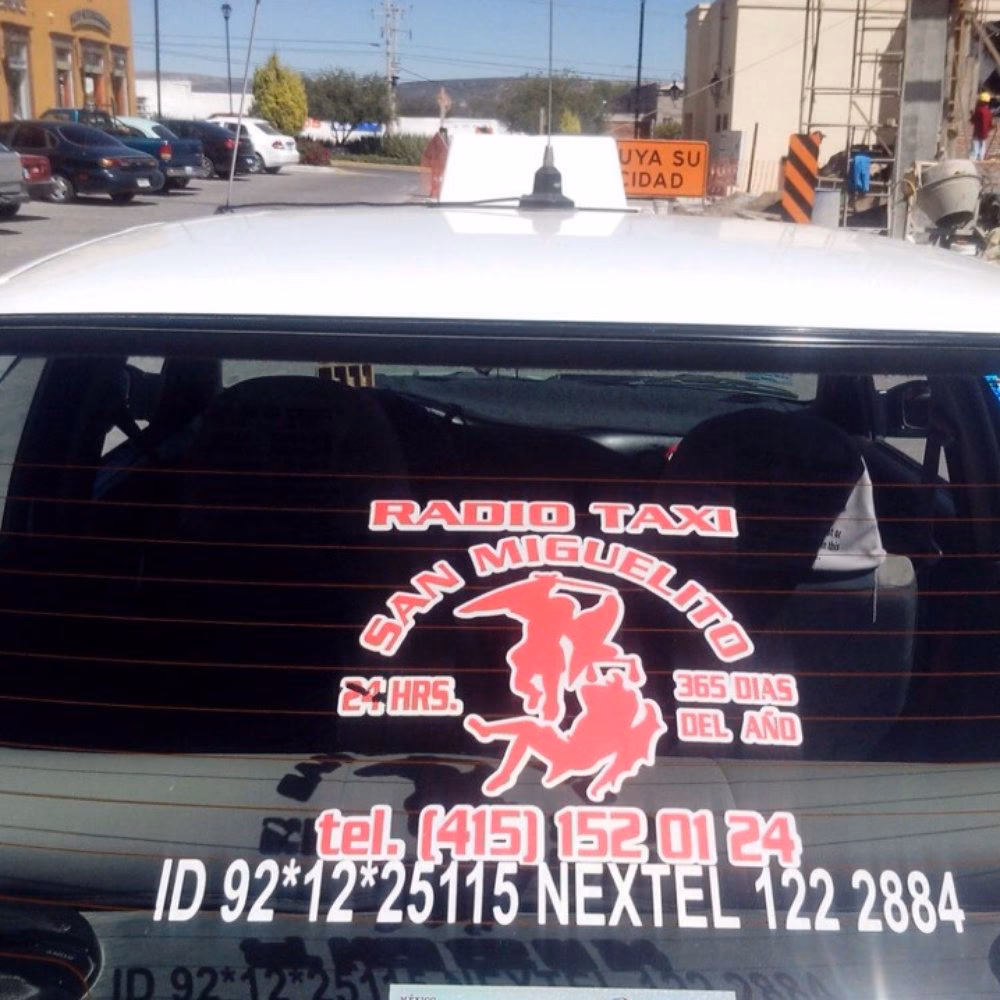 UYA SU
CIDAD
RADIO TAXI
SAN MIGUELITO
24 HRS.
365 DIAS
DEL AÑO
tel. (415) 152 01 24
ID 92*12*25115 NEXTEL 122 2884
MÉXICO